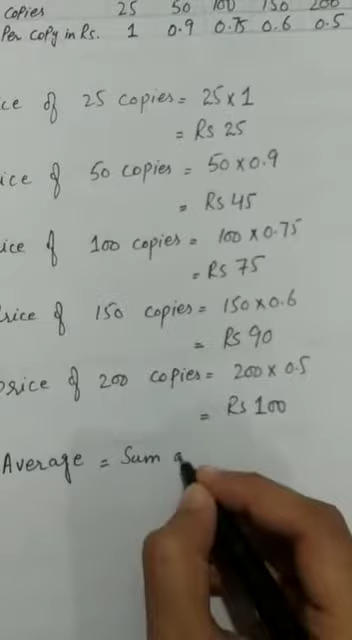 copies 25 50 100 150 200
Per Copy in Rs. 1 0.9 0.75 0.6 0.5
ice of 25 copies = 25 x 1
= Rs 25
ice of 50 copies = 50 x 0.9
= Rs 45
ice of 100 copies = 100 x 0.75
= Rs 75
rice of 150 copies = 150 x 0.6
= Rs 90
price of 200 copies = 200 x 0.5
= Rs 100
Average = Sum